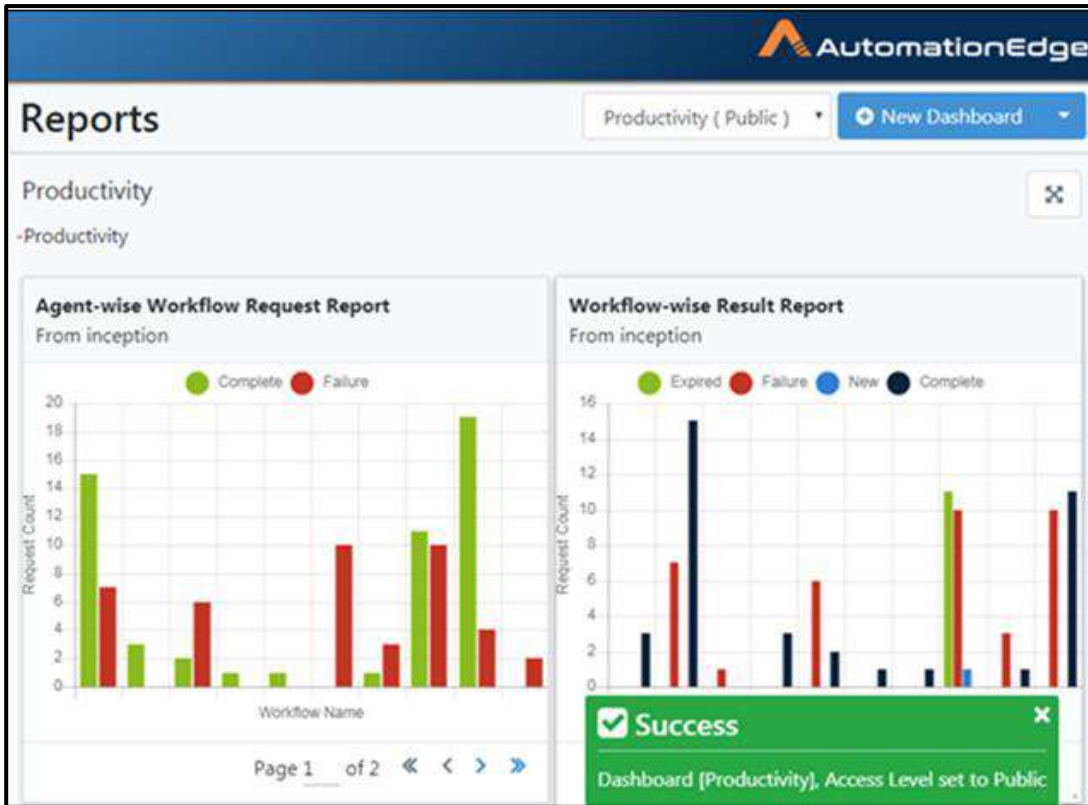 AutomationEdge
Reports
Productivity ( Public )
New Dashboard
Productivity
-Productivity
Agent-wise Workflow Request Report
From inception
Complete Failure
20
18
16
14
12
10
8
6
4
2
0
Request Count
Workflow Name
Page 1 of 2 « < > »
Workflow-wise Result Report
From inception
Expired Failure New Complete
16
14
12
10
8
6
4
2
0
Request Count
Success
Dashboard [Productivity], Access Level set to Public